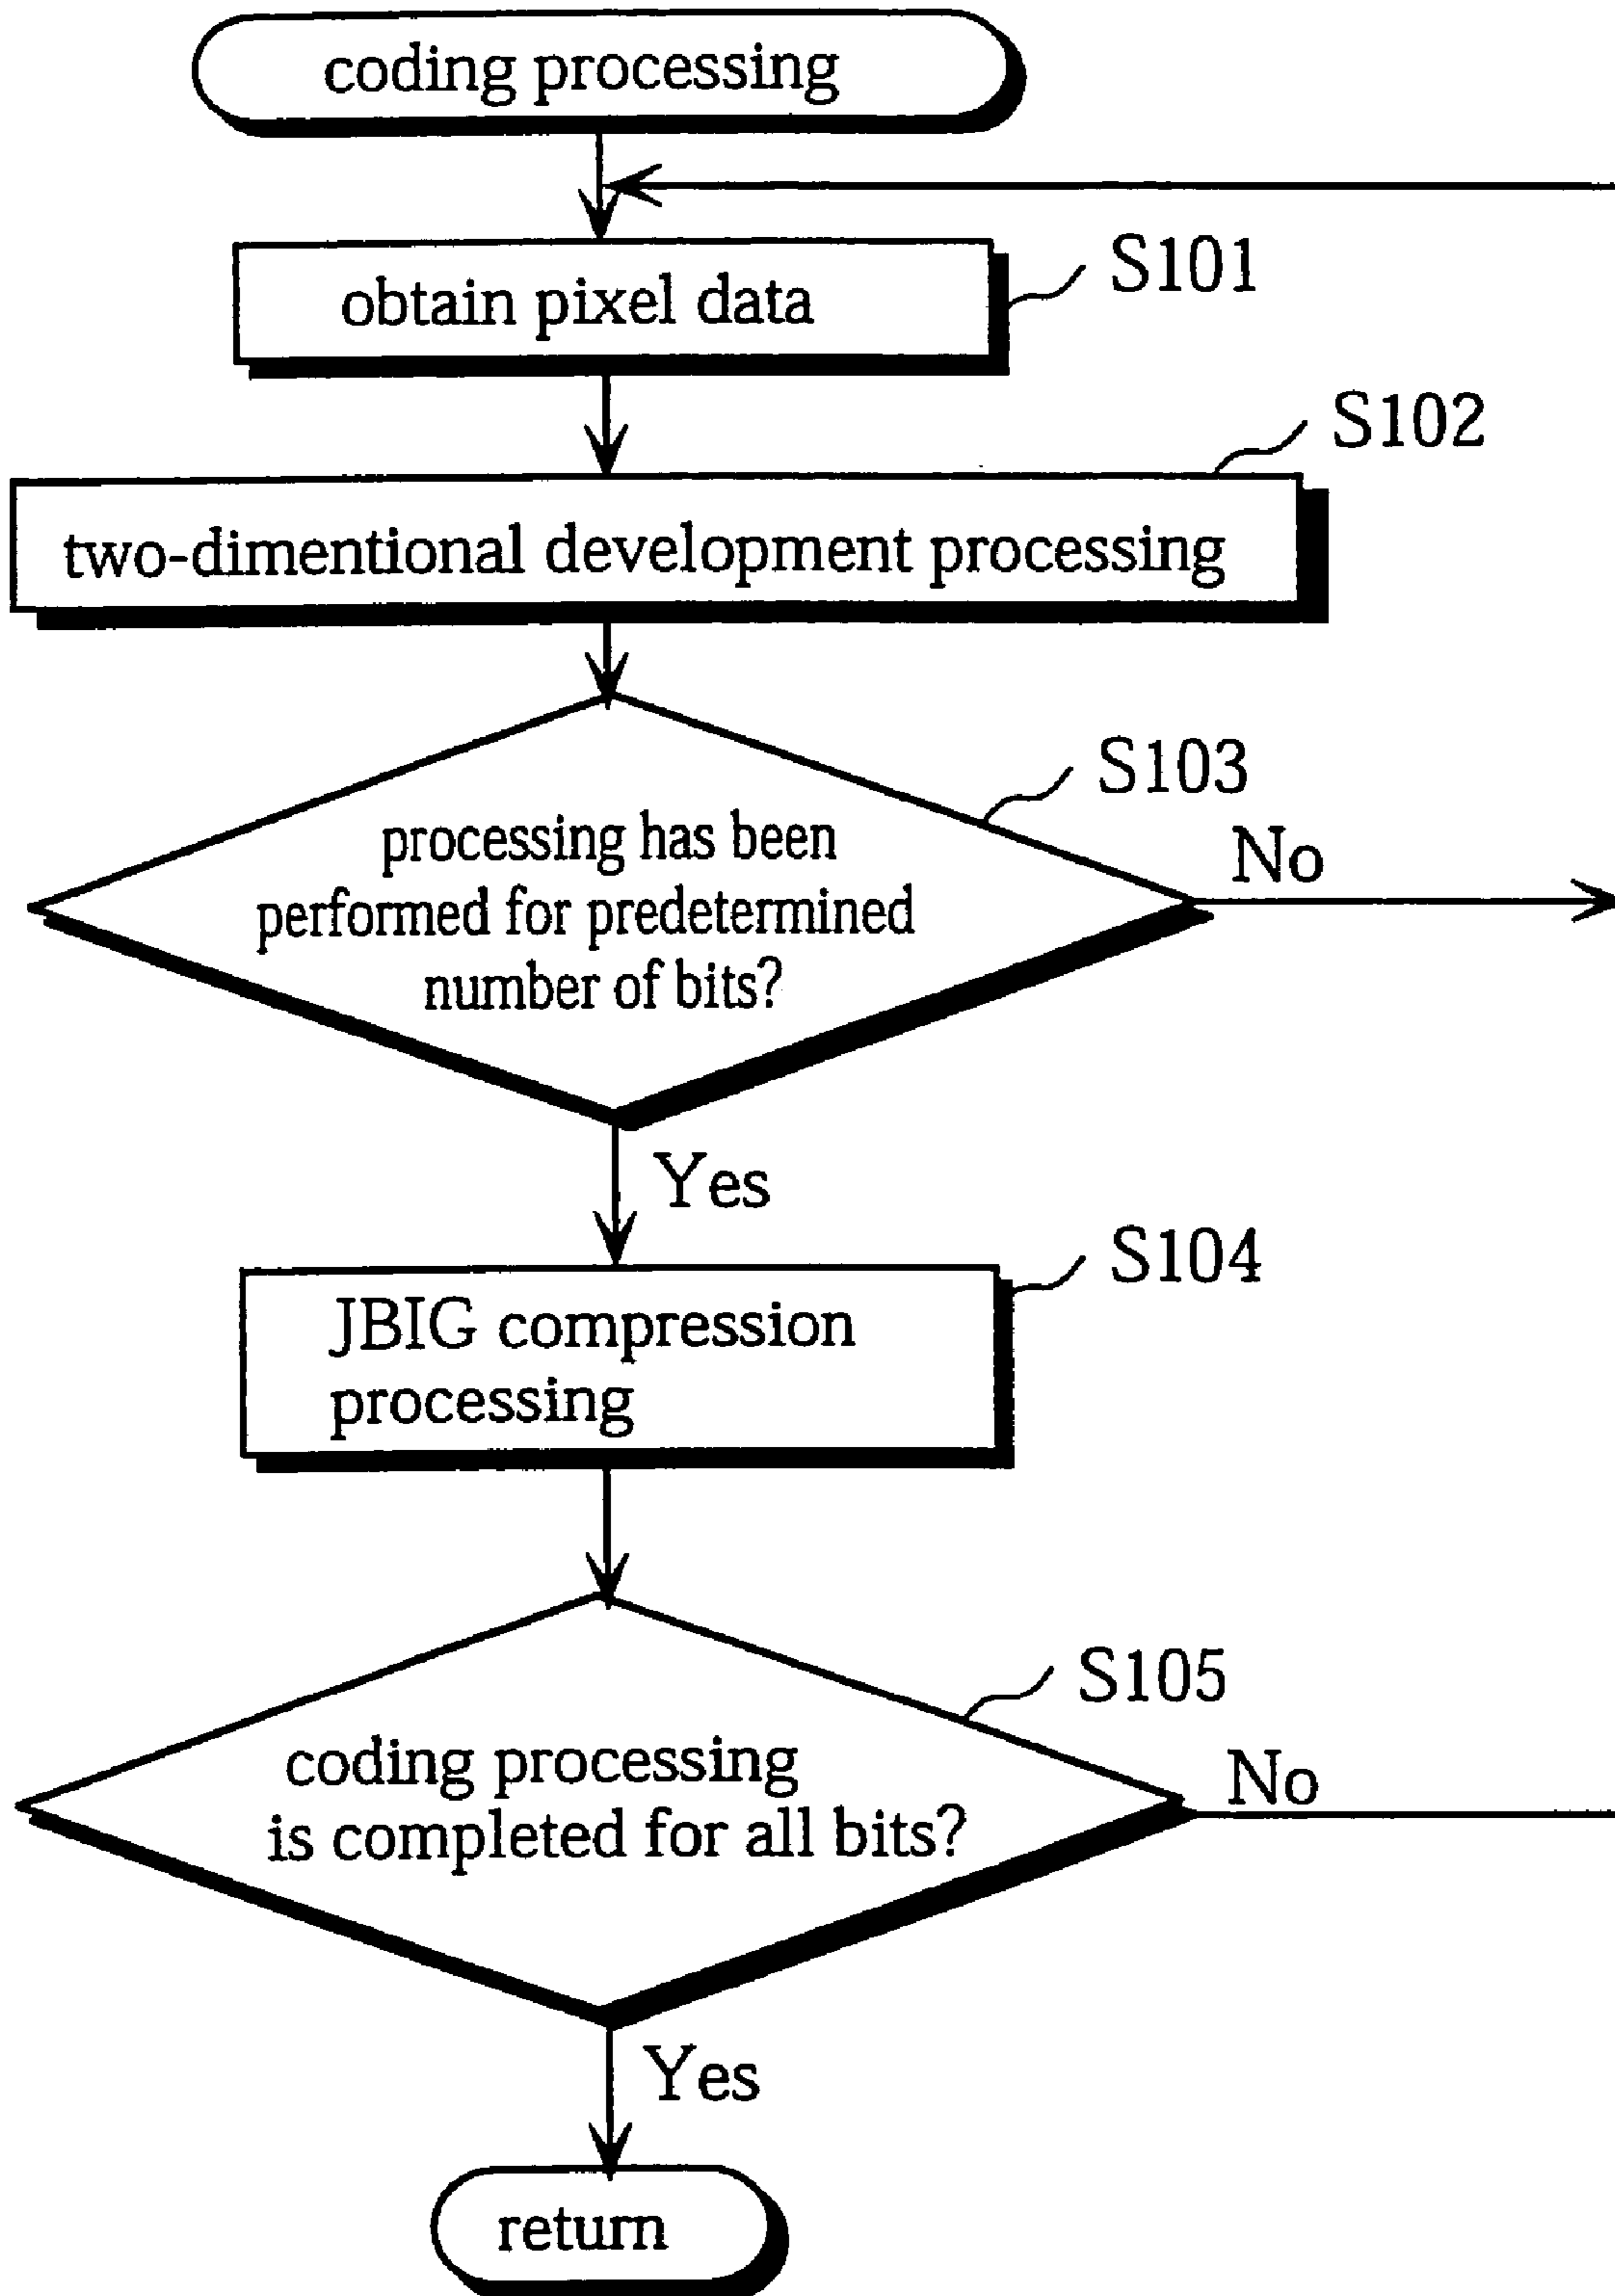 coding processing
S101
obtain pixel data
S102
two-dimentional development processing
S103
processing has been
performed for predetermined
number of bits?
No
Yes
S104
JBIG compression
processing
S105
coding processing
is completed for all bits?
No
Yes
return